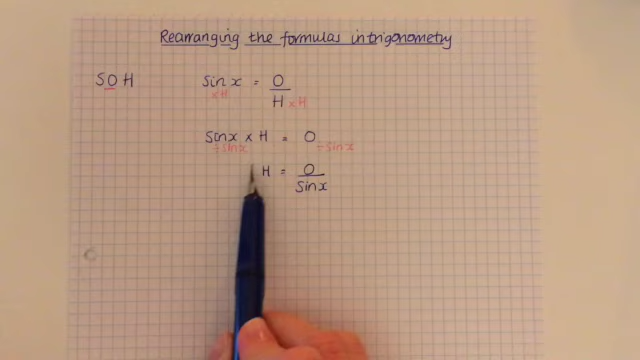 Rearranging the formulas in trigonometry
SOH Sin x = O
H
×H ×H
Sin x × H = O
÷Sin x ÷Sin x
H = O
Sin x